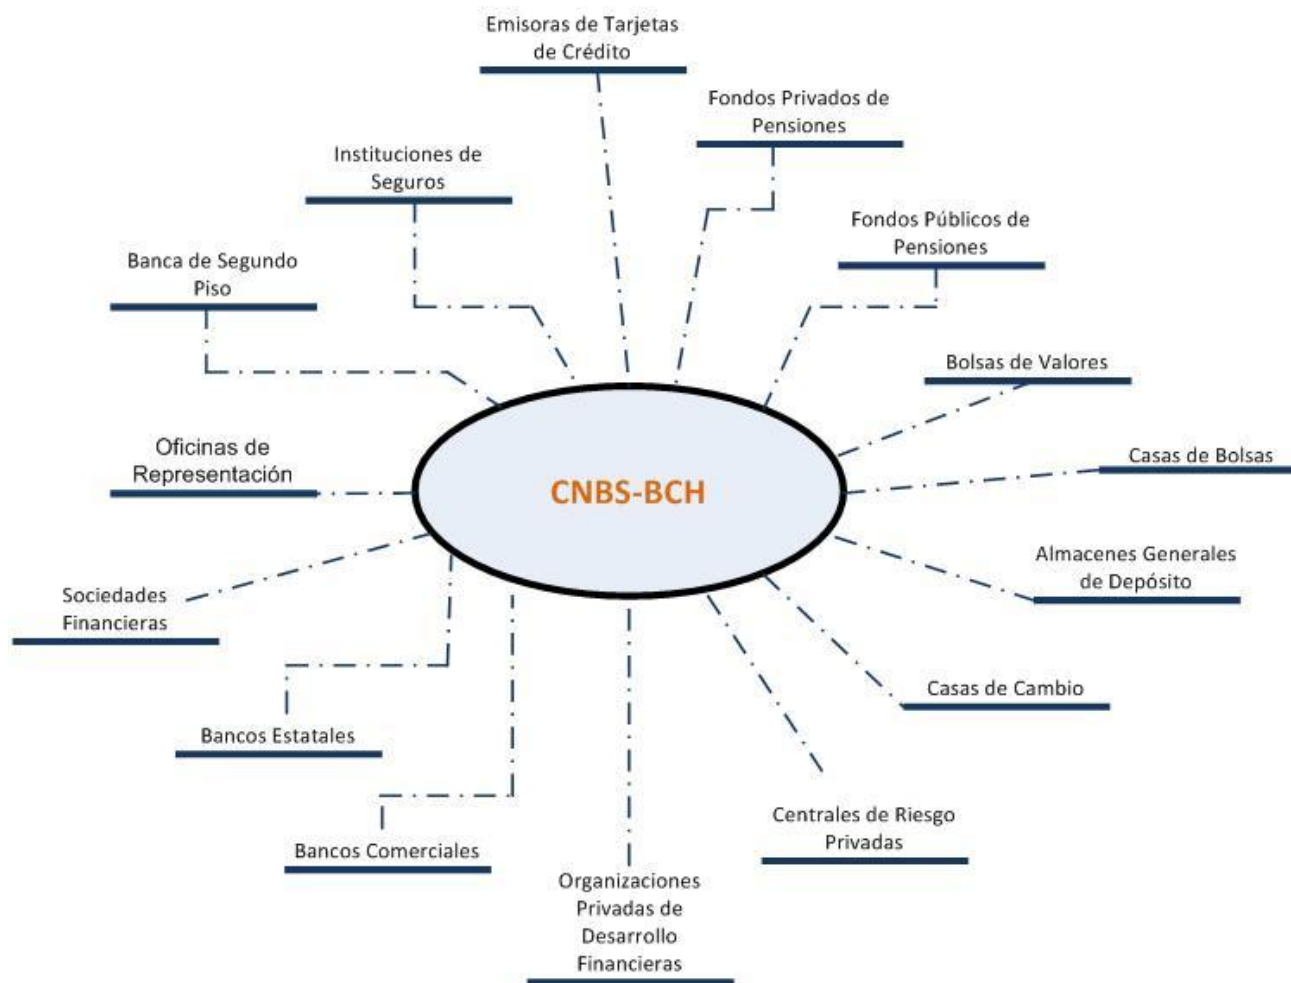 Emisoras de Tarjetas
de Crédito
Fondos Privados de
Pensiones
Instituciones de
Seguros
Fondos Públicos de
Pensiones
Banca de Segundo
Piso
Bolsas de Valores
Oficinas de
Representación
Casas de Bolsas
CNBS-BCH
Almacenes Generales
de Depósito
Sociedades
Financieras
Casas de Cambio
Bancos Estatales
Centrales de Riesgo
Privadas
Bancos Comerciales
Organizaciones
Privadas de
Desarrollo
Financieras